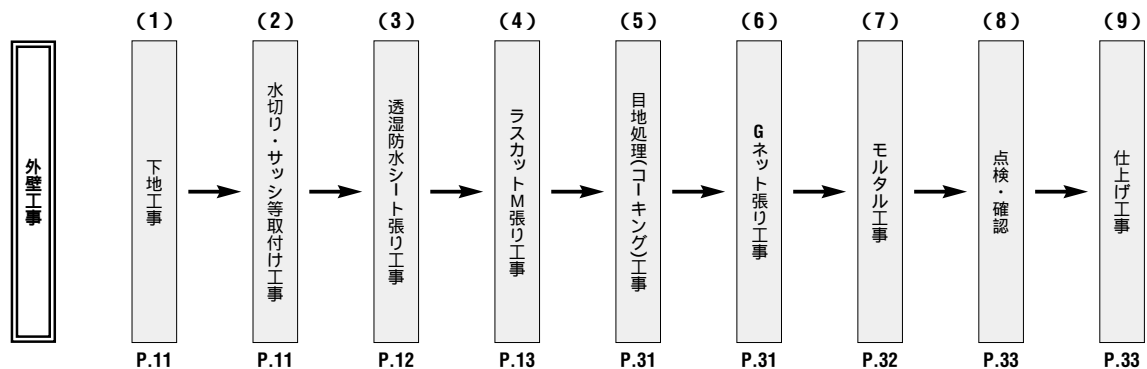 (1) (2) (3) (4) (5) (6) (7) (8) (9)
外壁工事
下地工事
水切り・サッシ等取付け工事
透湿防水シート張り工事
ラスカットM張り工事
目地処理(コーキング)工事
Gネット張り工事
モルタル工事
点検・確認
仕上げ工事
P.11 P.11 P.12 P.13 P.31 P.31 P.32 P.33 P.33